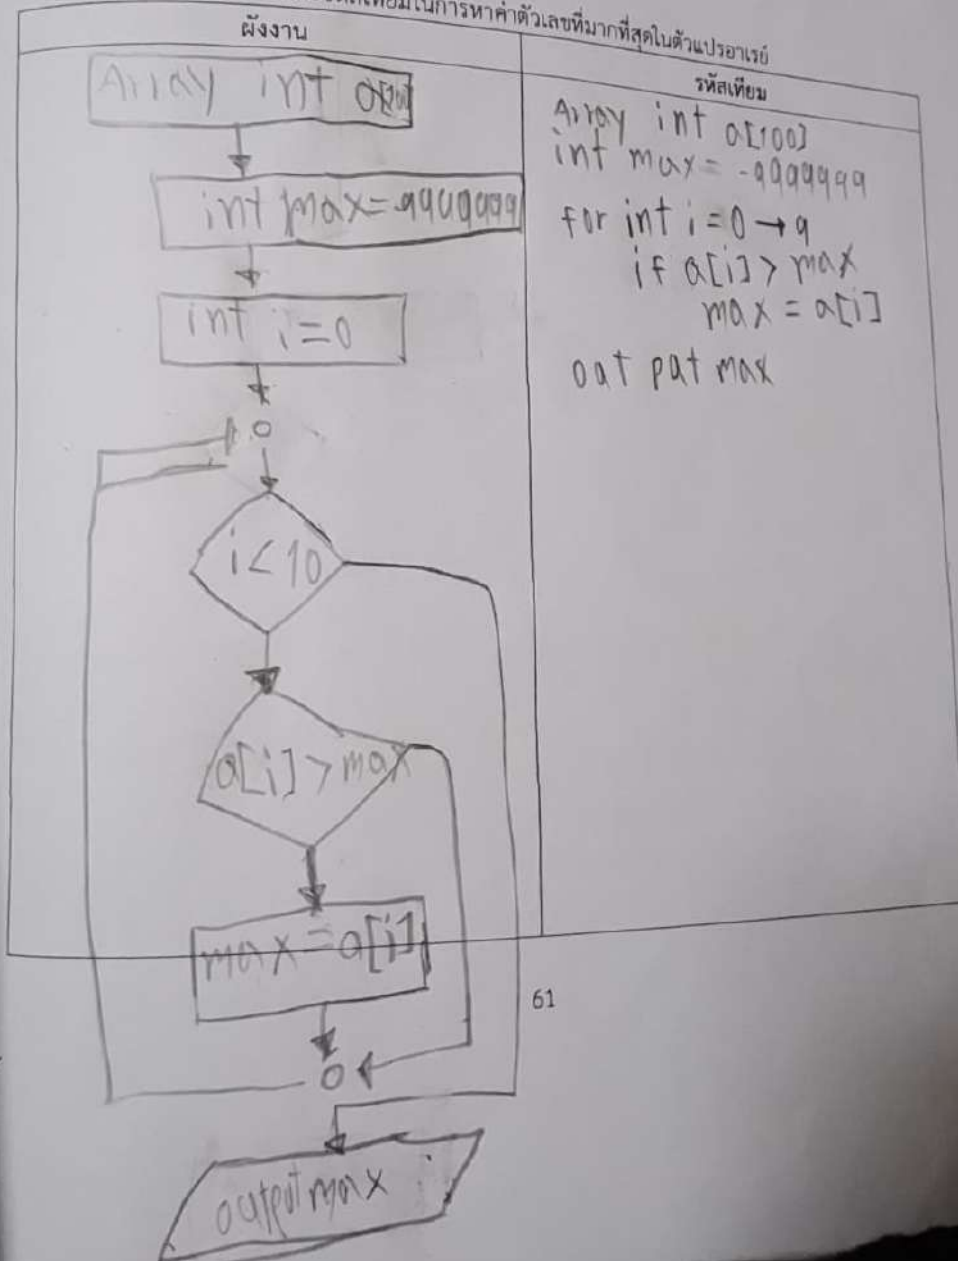 ในการหาค่าตัวเลขที่มากที่สุดในตัวแปรอาเรย์
ผังงาน
Array int
int max=-9999999
int i=0
i<10
a[i]>max
max=a[i]
output max
รหัสเทียม
Array int a[100]
int max = -9999999
for int i=0→9
if a[i]>max
max=a[i]
out put max
61